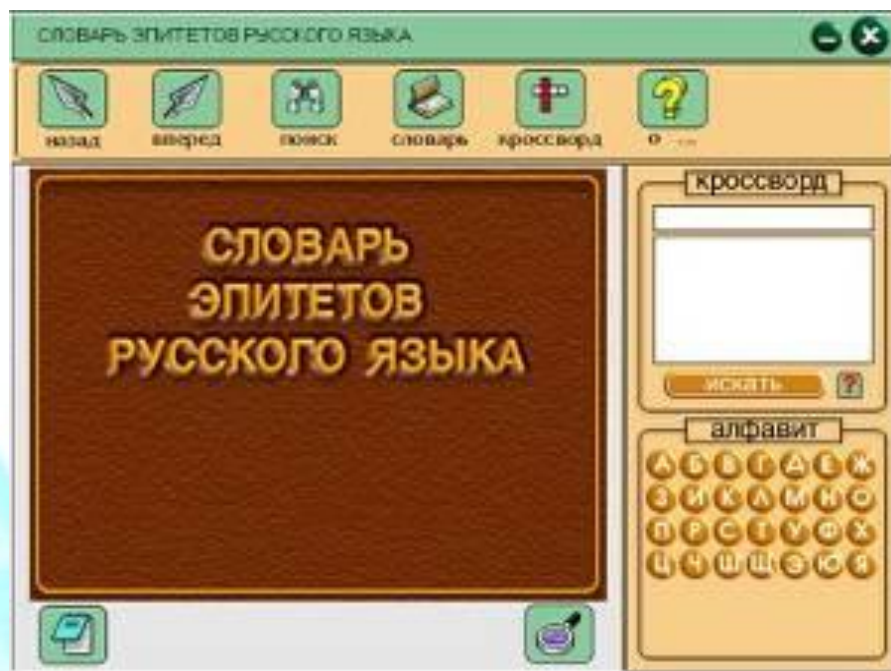 СЛОВАРЬ ЭПИТЕТОВ РУССКОГО ЯЗЫКА
назад вперед поиск словарь кроссворд о ...
СЛОВАРЬ
ЭПИТЕТОВ
РУССКОГО ЯЗЫКА
кроссворд
искать ?
алфавит
А Б В Г Д Е Ж
З И К Л М Н О
П Р С Т У Ф Х
Ц Ч Ш Щ Э Ю Я